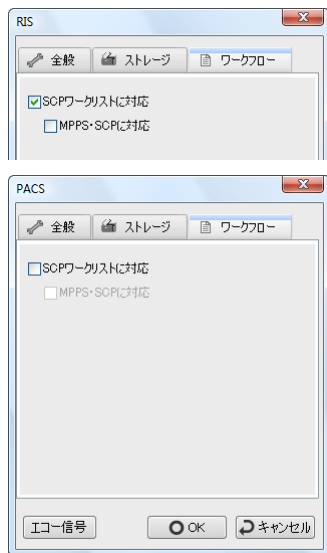 RIS
全般 ストレージ ワークフロー
SCPワークリストに対応
MPPS・SCPに対応
PACS
全般 ストレージ ワークフロー
SCPワークリストに対応
MPPS・SCPに対応
エコー信号 OK キャンセル